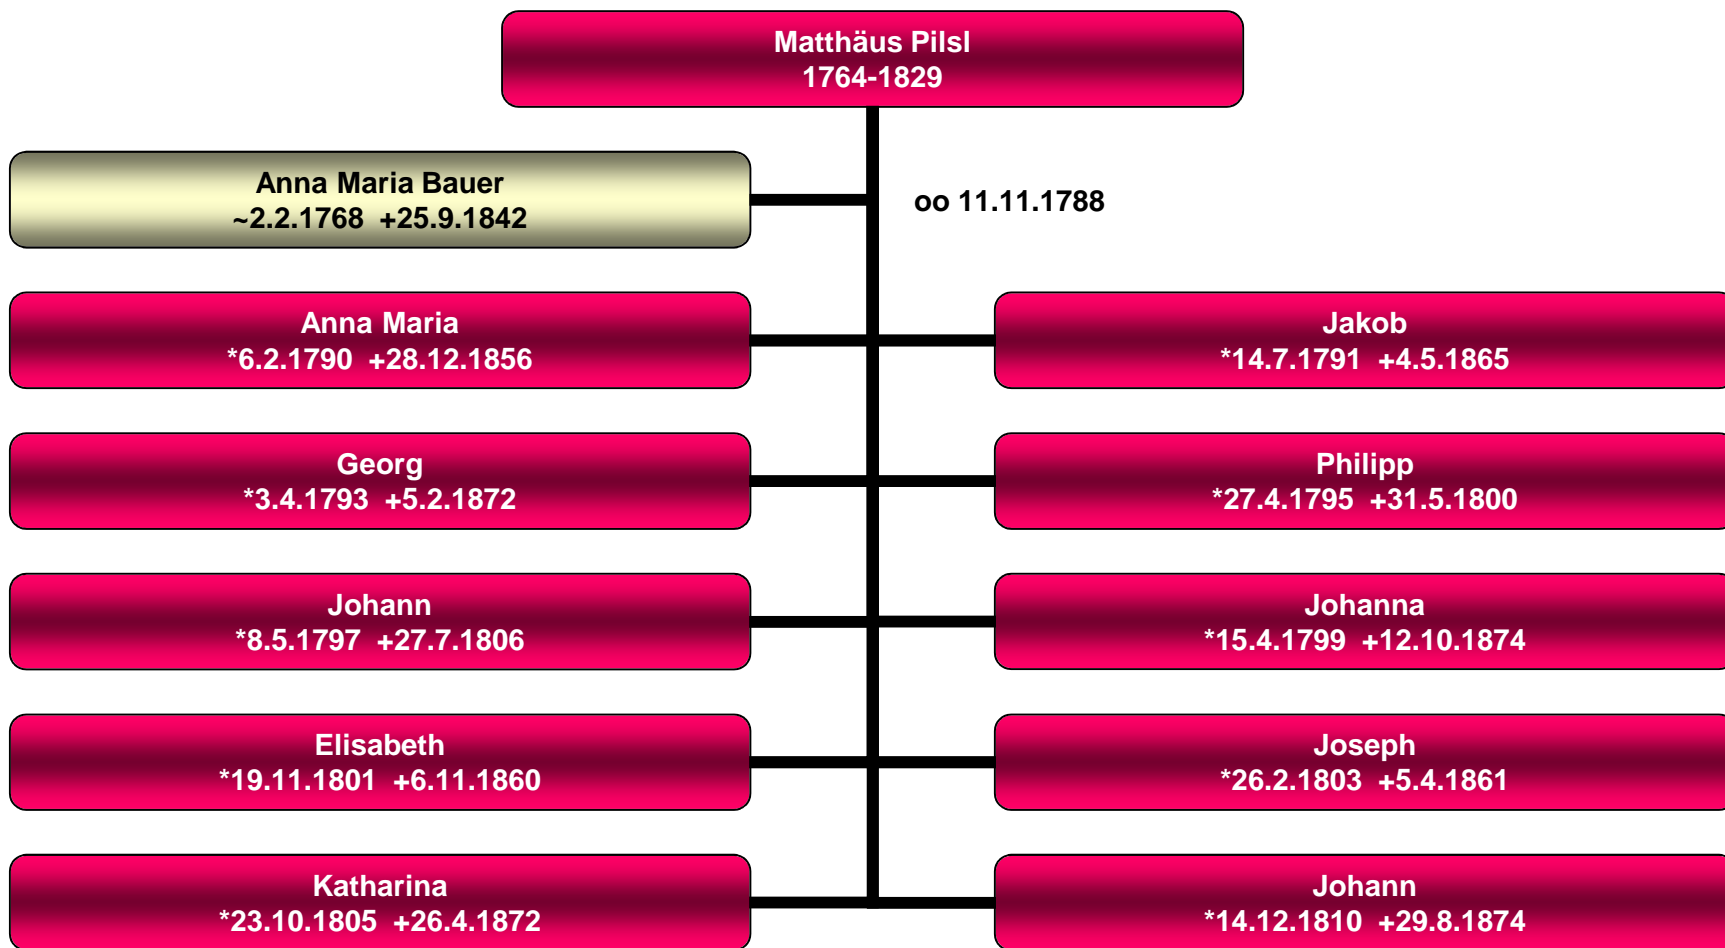 Matthäus Pilsl
1764-1829
Anna Maria Bauer
~2.2.1768 +25.9.1842
oo 11.11.1788
Anna Maria
*6.2.1790 +28.12.1856
Jakob
*14.7.1791 +4.5.1865
Georg
*3.4.1793 +5.2.1872
Philipp
*27.4.1795 +31.5.1800
Johann
*8.5.1797 +27.7.1806
Johanna
*15.4.1799 +12.10.1874
Elisabeth
*19.11.1801 +6.11.1860
Joseph
*26.2.1803 +5.4.1861
Katharina
*23.10.1805 +26.4.1872
Johann
*14.12.1810 +29.8.1874